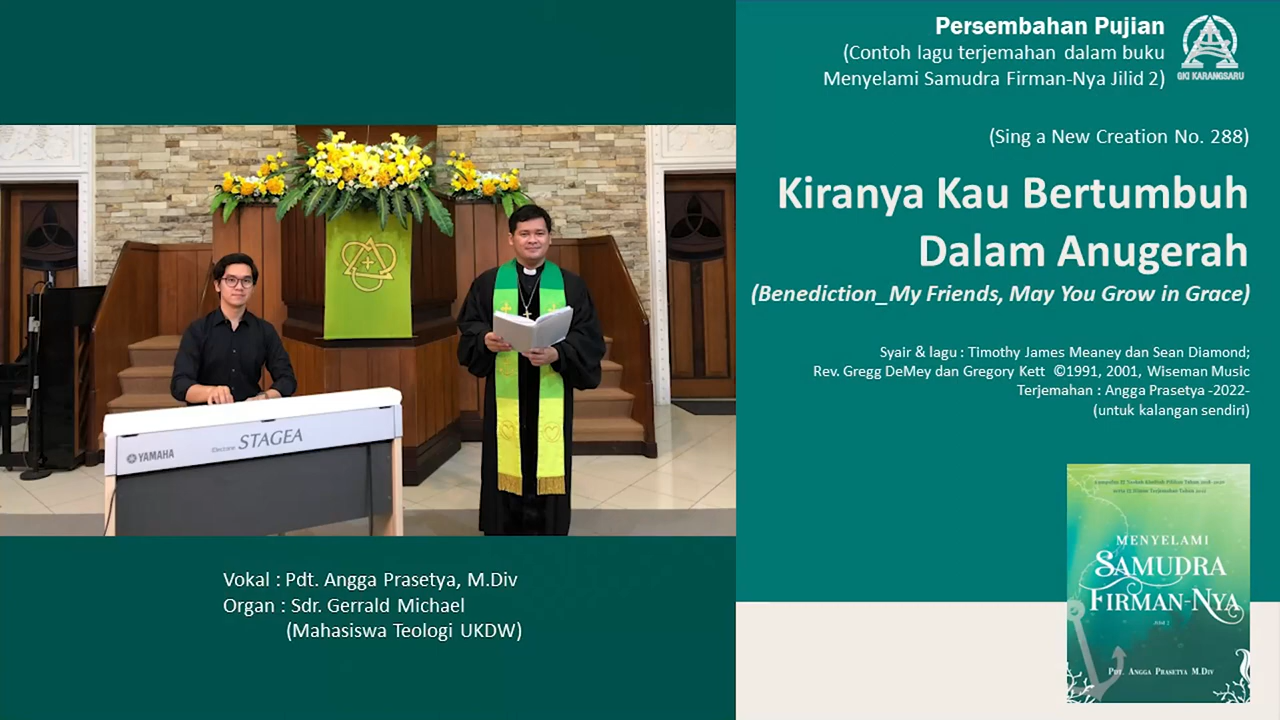 Persembahan Pujian
(Contoh lagu terjemahan dalam buku
Menyelami Samudra Firman-Nya Jilid 2)
GKI KARANGSARU
(Sing a New Creation No. 288)
Kiranya Kau Bertumbuh
Dalam Anugerah
(Benediction_My Friends, May You Grow in Grace)
Syair & lagu : Timothy James Meaney dan Sean Diamond;
Rev. Gregg DeMey dan Gregory Kett ©1991, 2001, Wiseman Music
Terjemahan : Angga Prasetya -2022-
(untuk kalangan sendiri)
YAMAHA
STAGEA
Vokal : Pdt. Angga Prasetya, M.Div
Organ : Sdr. Gerrald Michael
(Mahasiswa Teologi UKDW)
MENYELAMI
SAMUDRA
FIRMAN-NYA
Jilid 2
PDT. ANGGA PRASETYA M.DIV